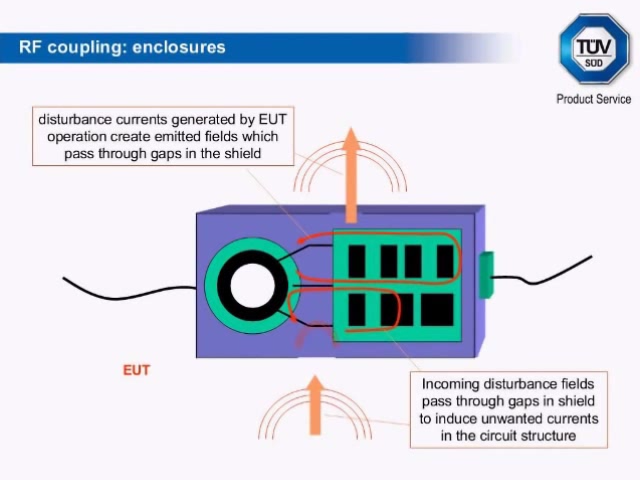 RF coupling: enclosures
TÜV
SÜD
Product Service
disturbance currents generated by EUT
operation create emitted fields which
pass through gaps in the shield
EUT
Incoming disturbance fields
pass through gaps in shield
to induce unwanted currents
in the circuit structure